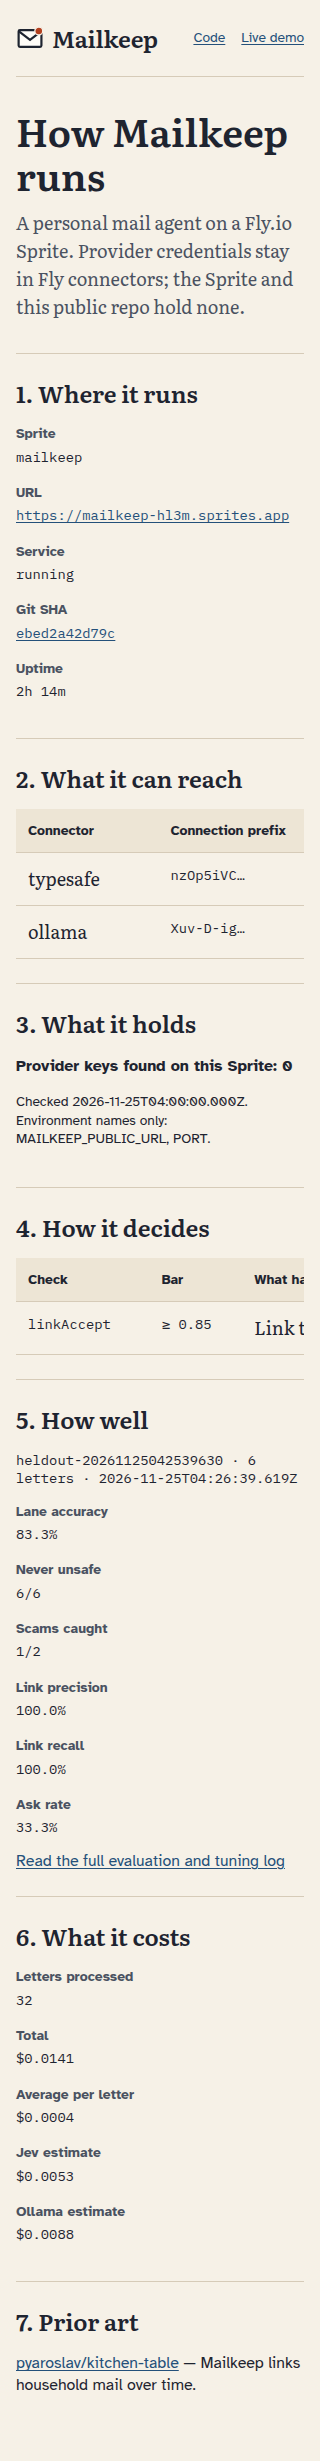 Mailkeep
Code Live demo
How Mailkeep
runs
A personal mail agent on a Fly.io
Sprite. Provider credentials stay
in Fly connectors; the Sprite and
this public repo hold none.
1. Where it runs
Sprite
mailkeep
URL
https://mailkeep-hl3m.sprites.app
Service
running
Git SHA
ebed2a42d79c
Uptime
2h 14m
2. What it can reach
Connector Connection prefix
typesafe nzOp5iVC…
ollama Xuv-D-ig…
3. What it holds
Provider keys found on this Sprite: 0
Checked 2026-11-25T04:00:00.000Z.
Environment names only:
MAILKEEP_PUBLIC_URL, PORT.
4. How it decides
Check Bar What ha
linkAccept ≥ 0.85 Link t
5. How well
heldout-20261125042539630 · 6
letters · 2026-11-25T04:26:39.619Z
Lane accuracy
83.3%
Never unsafe
6/6
Scams caught
1/2
Link precision
100.0%
Link recall
100.0%
Ask rate
33.3%
Read the full evaluation and tuning log
6. What it costs
Letters processed
32
Total
$0.0141
Average per letter
$0.0004
Jev estimate
$0.0053
Ollama estimate
$0.0088
7. Prior art
pyaroslav/kitchen-table — Mailkeep links
household mail over time.